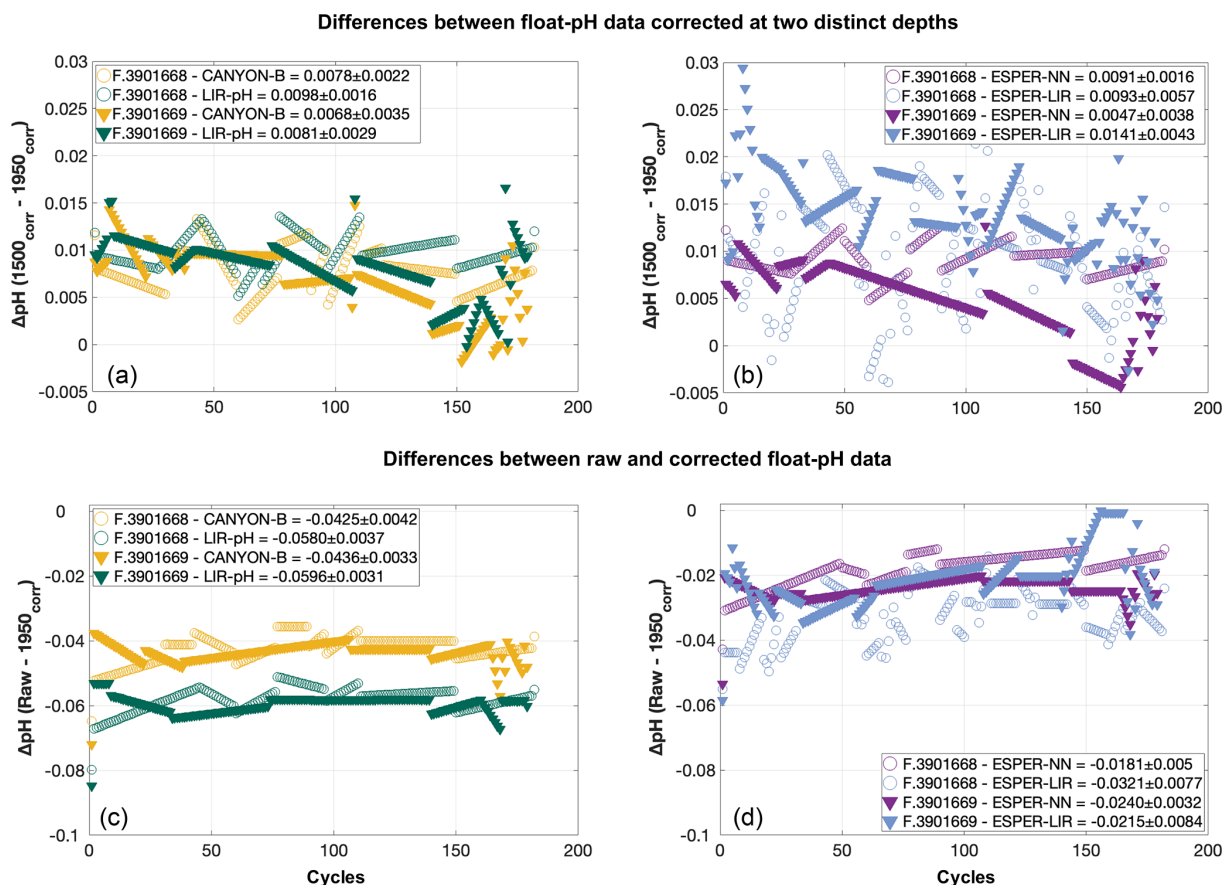 Differences between float-pH data corrected at two distinct depths
0.03
0.025
0.02
0.015
0.01
0.005
0
-0.005
ΔpH (1500corr - 1950corr)
F.3901668 - CANYON-B = 0.0078±0.0022
F.3901668 - LIR-pH = 0.0098±0.0016
F.3901669 - CANYON-B = 0.0068±0.0035
F.3901669 - LIR-pH = 0.0081±0.0029
(a)
0
50
100
150
200
0.03
0.025
0.02
0.015
0.01
0.005
0
-0.005
ΔpH (1500corr - 1950corr)
F.3901668 - ESPER-NN = 0.0091±0.0016
F.3901668 - ESPER-LIR = 0.0093±0.0057
F.3901669 - ESPER-NN = 0.0047±0.0038
F.3901669 - ESPER-LIR = 0.0141±0.0043
(b)
0
50
100
150
200
Differences between raw and corrected float-pH data
-0
-0.02
-0.04
-0.06
-0.08
-0.1
ΔpH (Raw - 1950corr)
F.3901668 - CANYON-B = -0.0425±0.0042
F.3901668 - LIR-pH = -0.0580±0.0037
F.3901669 - CANYON-B = -0.0436±0.0033
F.3901669 - LIR-pH = -0.0596±0.0031
(c)
0
50
100
150
200
Cycles
-0
-0.02
-0.04
-0.06
-0.08
-0.1
ΔpH (Raw - 1950corr)
F.3901668 - ESPER-NN = -0.0181±0.005
F.3901668 - ESPER-LIR = -0.0321±0.0077
F.3901669 - ESPER-NN = -0.0240±0.0032
F.3901669 - ESPER-LIR = -0.0215±0.0084
(d)
0
50
100
150
200
Cycles